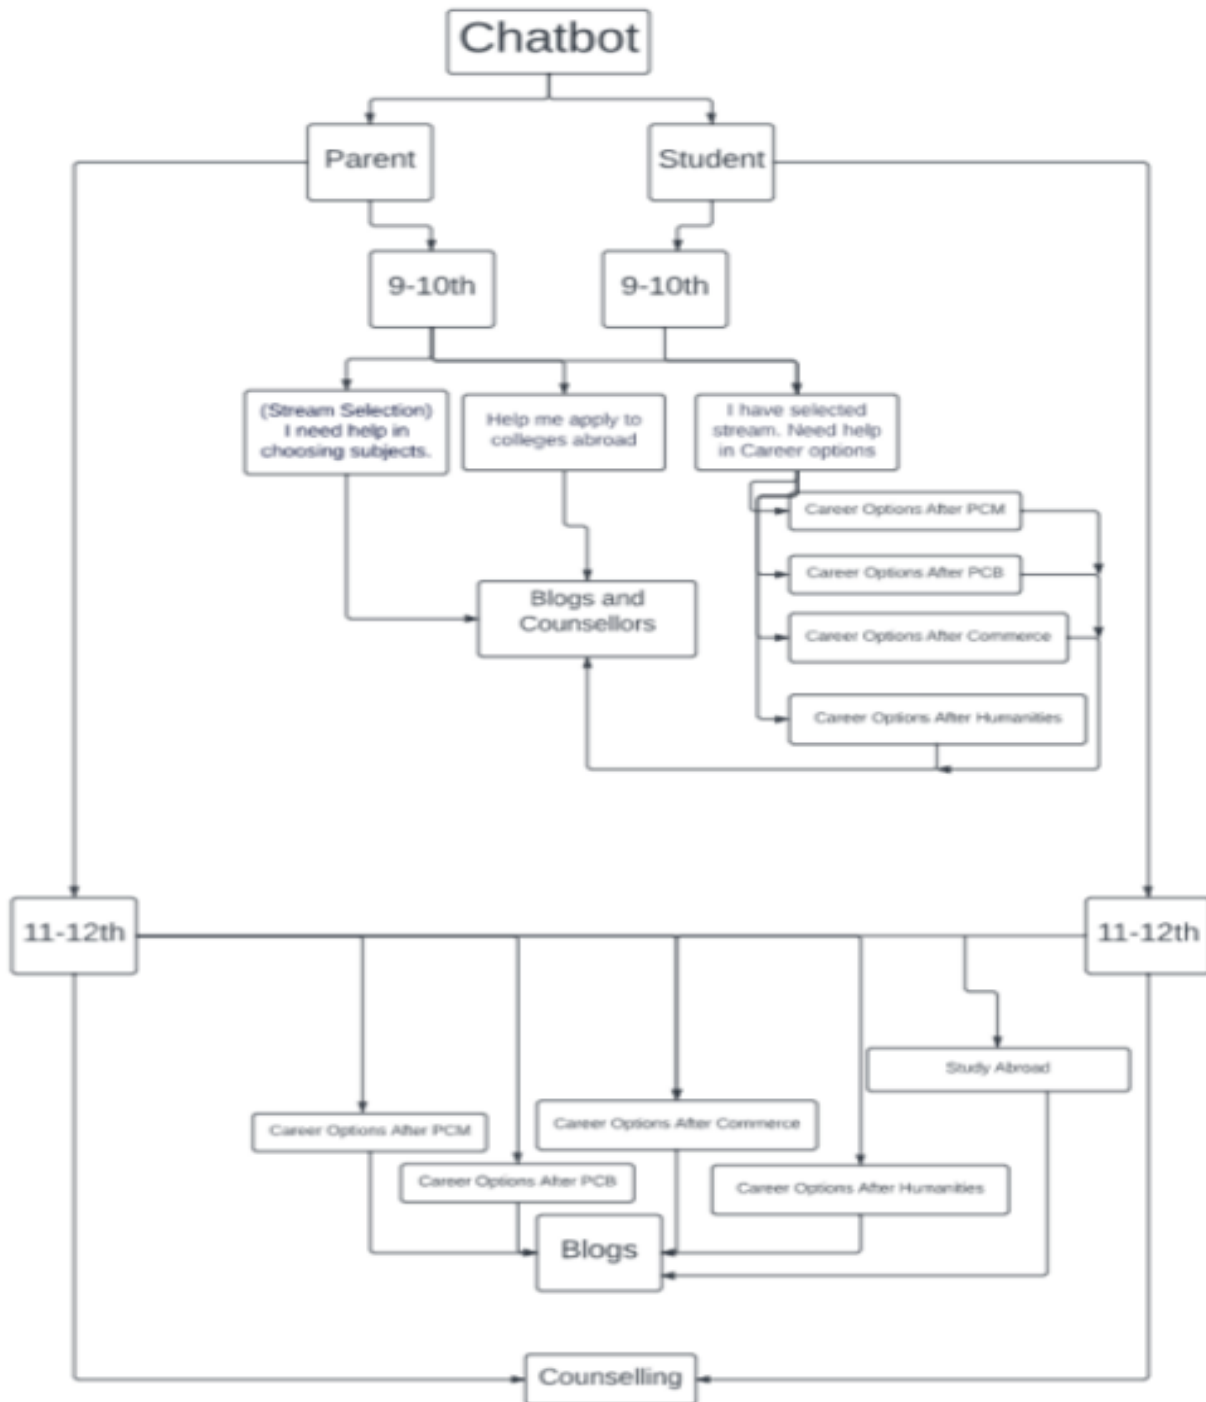 Chatbot
Parent
Student
9-10th
9-10th
(Stream Selection)
I need help in
choosing subjects.
Help me apply to
colleges abroad
I have selected
stream. Need help
in Career options
Career Options After PCM
Career Options After PCB
Blogs and
Counsellors
Career Options After Commerce
Career Options After Humanities
11-12th
11-12th
Study Abroad
Career Options After PCM
Career Options After Commerce
Career Options After PCB
Career Options After Humanities
Blogs
Counselling